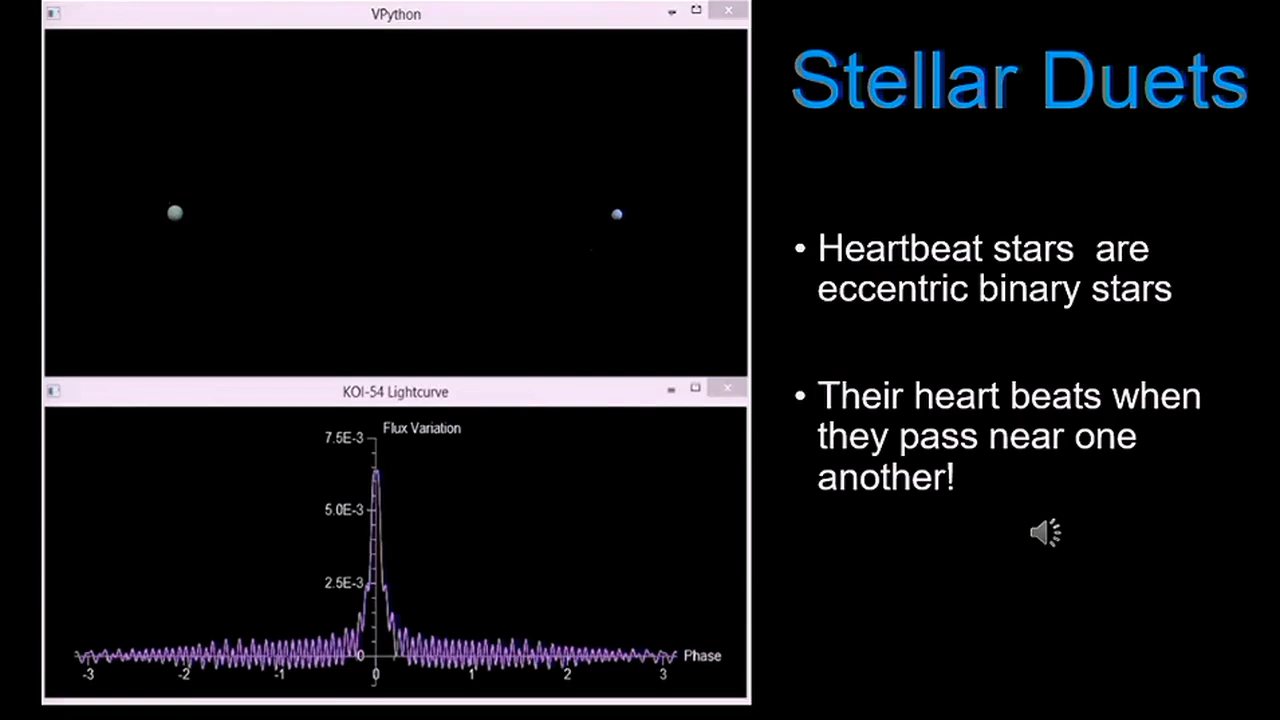 VPython
Stellar Duets
• Heartbeat stars  are
eccentric binary stars
• Their heart beats when
they pass near one
another!
KOI-54 Lightcurve
Flux Variation
7.5E-3
5.0E-3
2.5E-3
0
Phase
-3 -2 -1 0 1 2 3